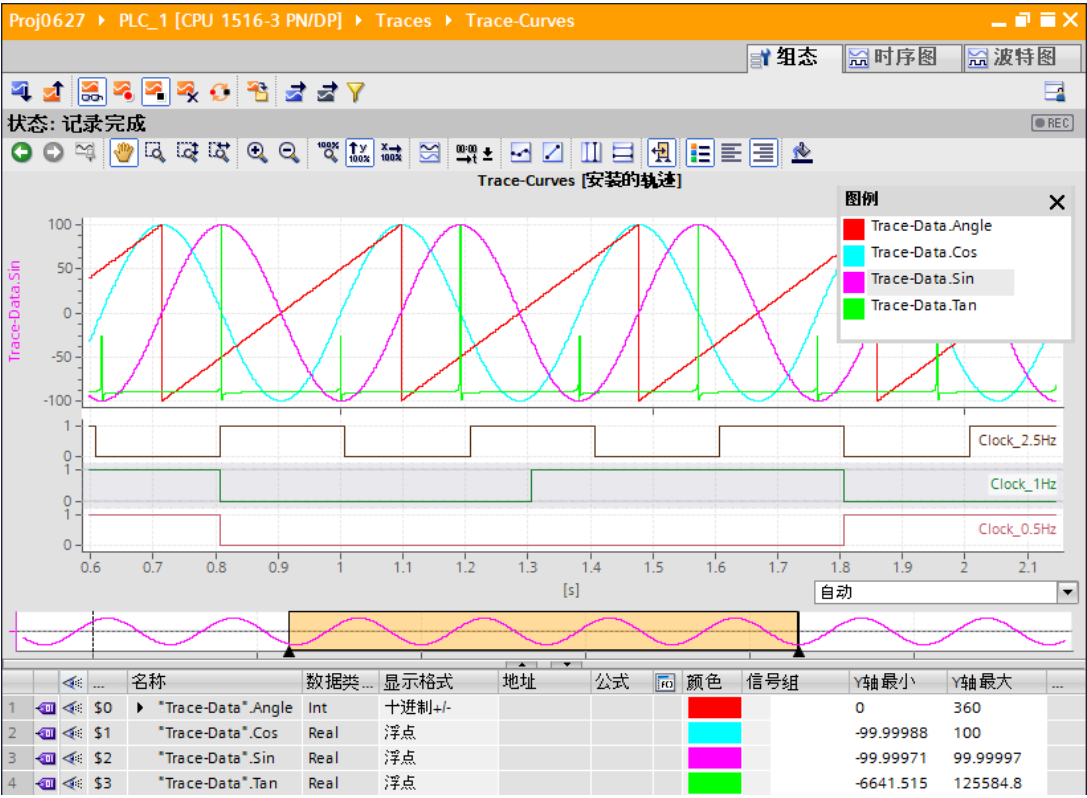 Proj0627 ▸ PLC_1 [CPU 1516-3 PN/DP] ▸ Traces ▸ Trace-Curves
组态 时序图 波特图
状态: 记录完成
REC
Trace-Curves [安装的轨迹]
图例
Trace-Data.Angle
Trace-Data.Cos
Trace-Data.Sin
Trace-Data.Tan
Trace-Data.Sin
100
50
0
-50
-100
1
0
Clock_2.5Hz
1
0
Clock_1Hz
1
0
Clock_0.5Hz
0.6 0.7 0.8 0.9 1 1.1 1.2 1.3 1.4 1.5 1.6 1.7 1.8 1.9 2 2.1
[s]
自动
... 名称 数据类... 显示格式 地址 公式 f(x) 颜色 信号组 Y轴最小 Y轴最大 ...
1 $0 ▸ "Trace-Data".Angle Int 十进制+/- 0 360
2 $1 "Trace-Data".Cos Real 浮点 -99.99988 100
3 $2 "Trace-Data".Sin Real 浮点 -99.99971 99.99997
4 $3 "Trace-Data".Tan Real 浮点 -6641.515 125584.8